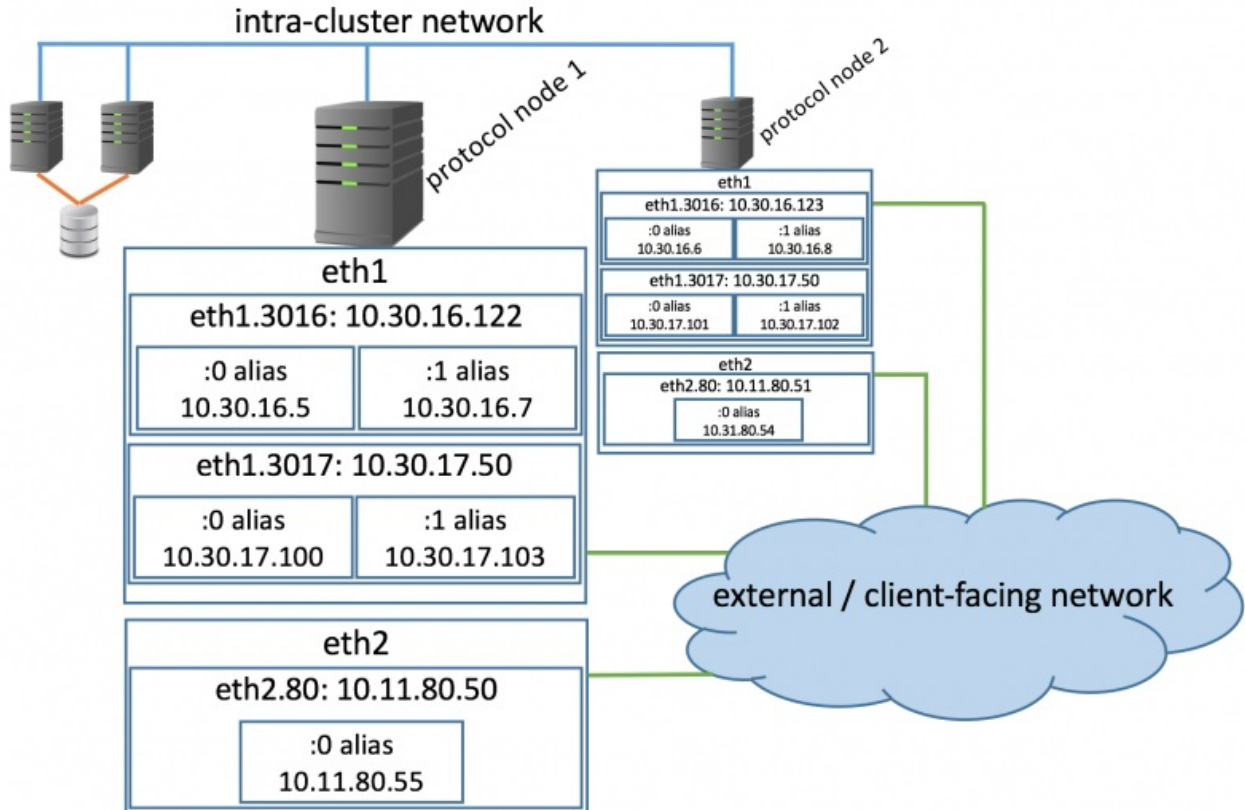 intra-cluster network
protocol node 1
protocol node 2
eth1
eth1.3016: 10.30.16.123
:0 alias
10.30.16.6
:1 alias
10.30.16.8
eth1.3017: 10.30.17.50
:0 alias
10.30.17.101
:1 alias
10.30.17.102
eth2
eth2.80: 10.11.80.51
:0 alias
10.31.80.54
eth1
eth1.3016: 10.30.16.122
:0 alias
10.30.16.5
:1 alias
10.30.16.7
eth1.3017: 10.30.17.50
:0 alias
10.30.17.100
:1 alias
10.30.17.103
eth2
eth2.80: 10.11.80.50
:0 alias
10.11.80.55
external / client-facing network